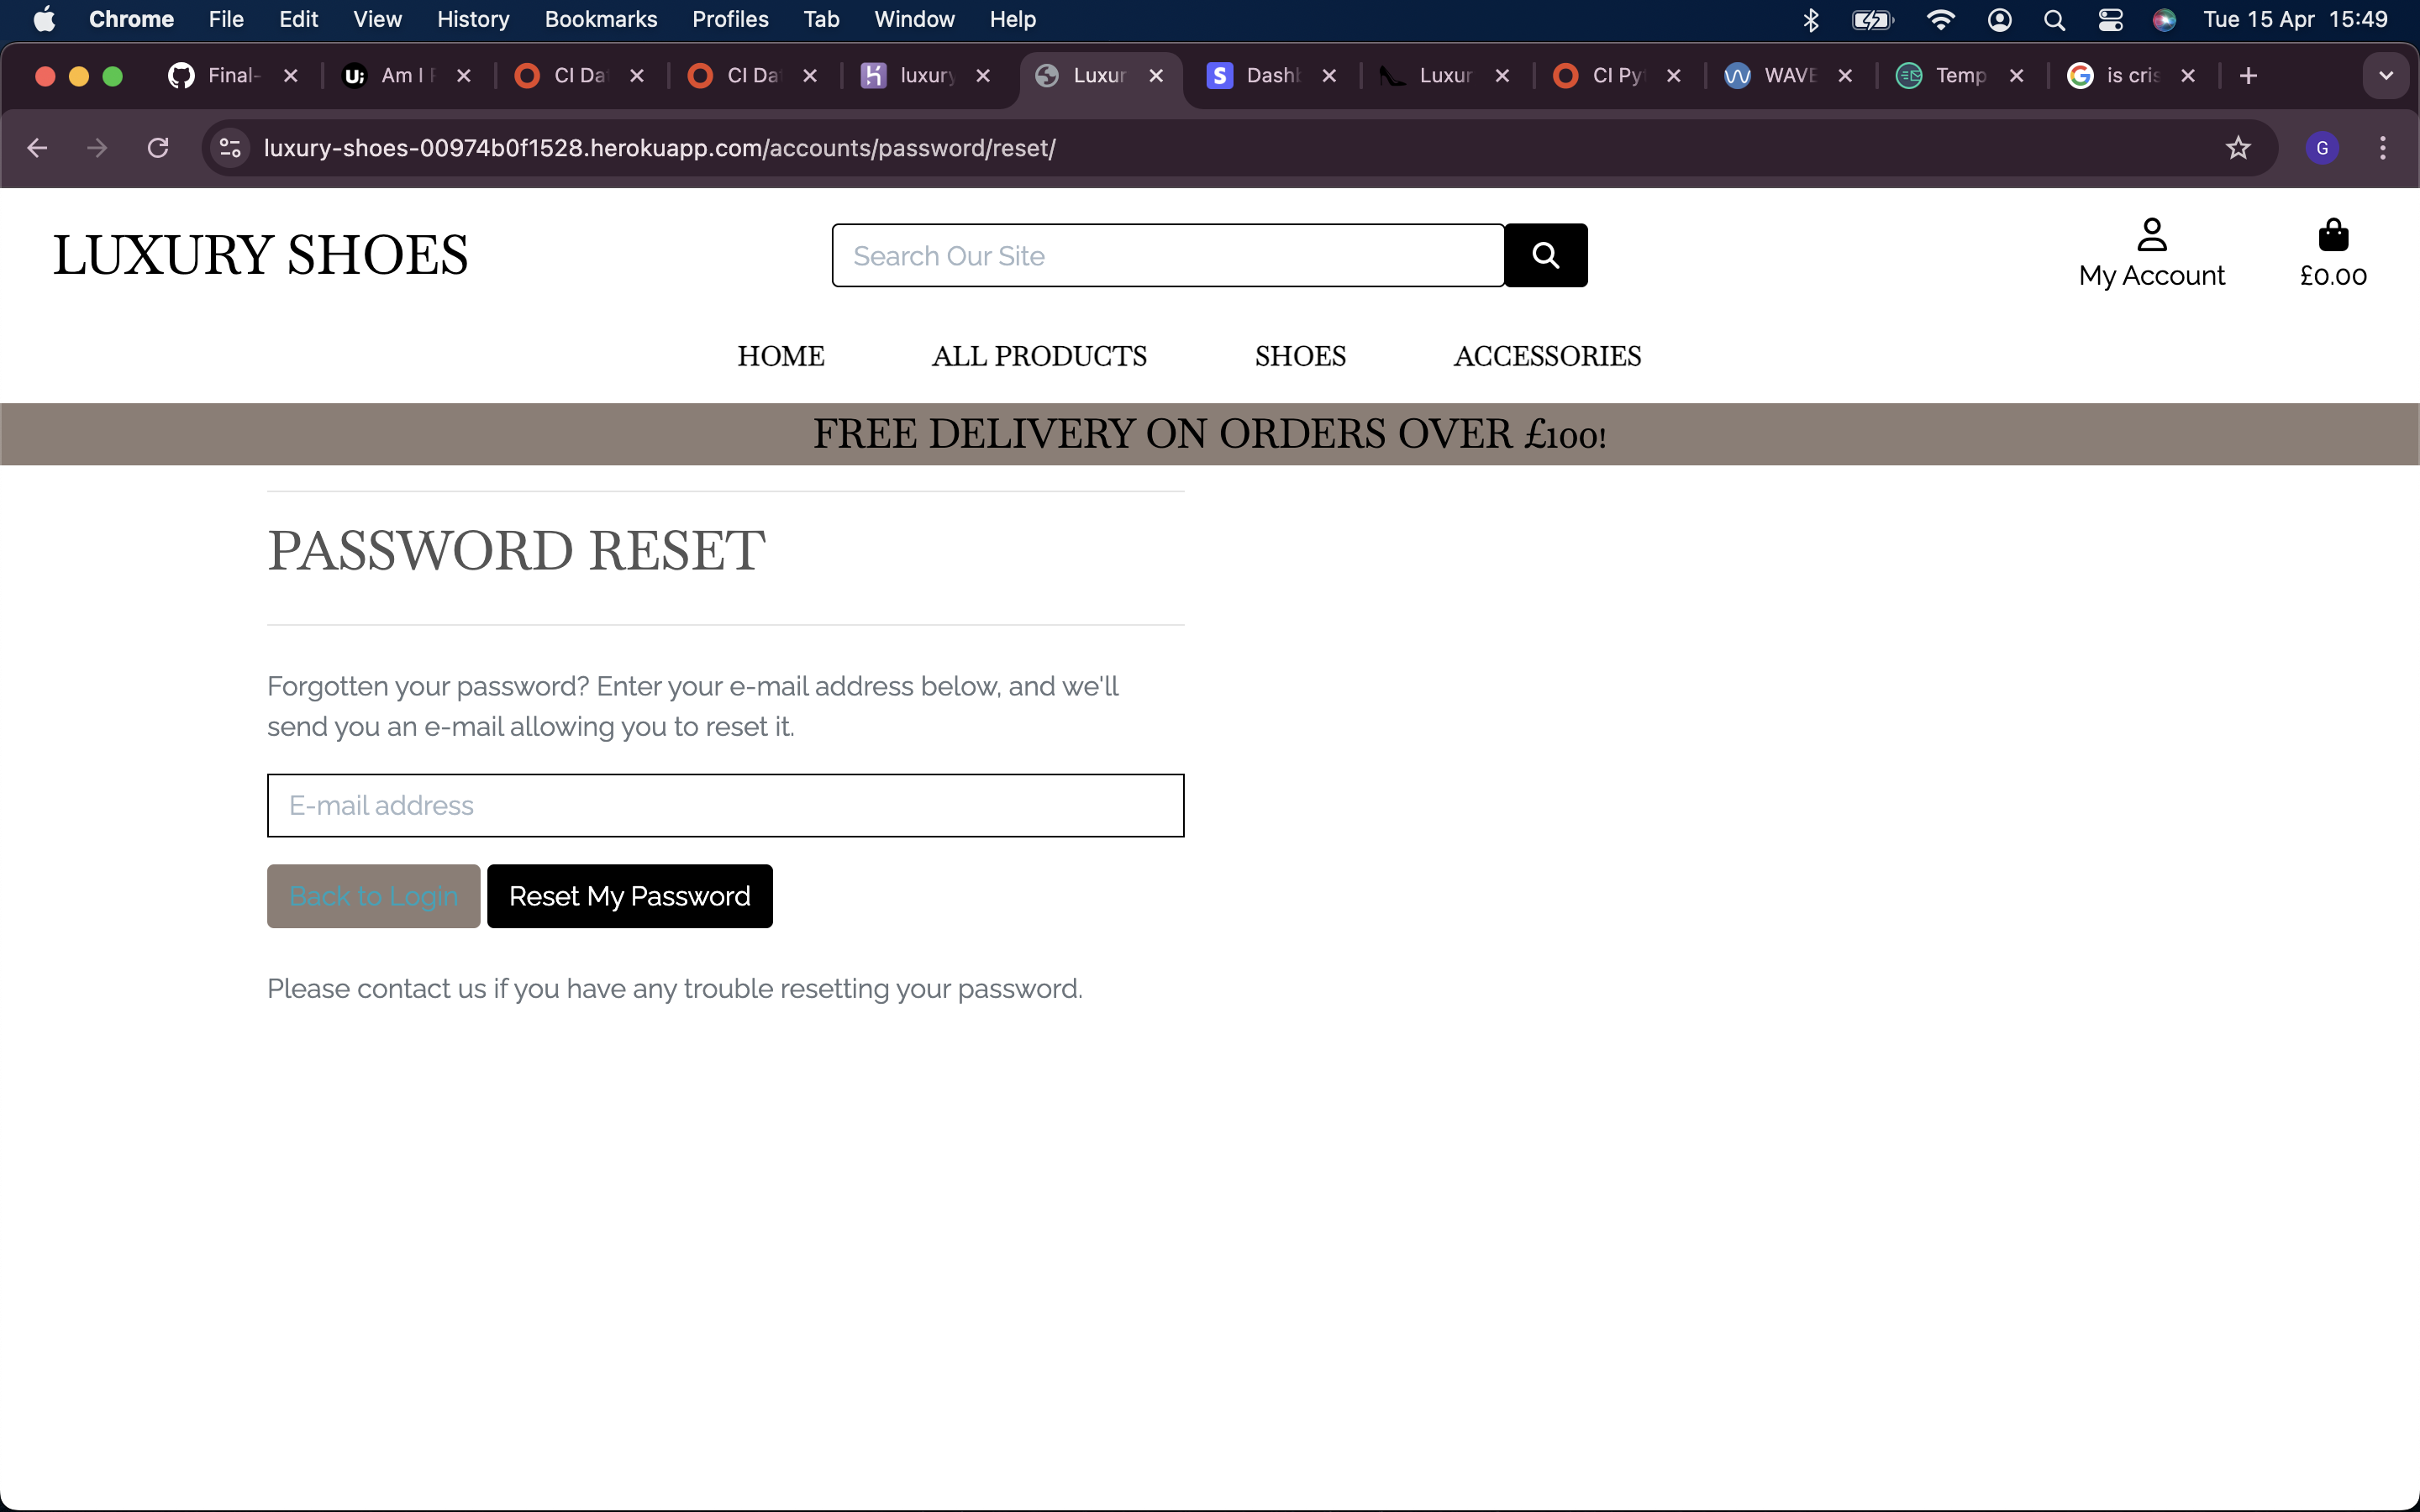 Chrome File Edit View History Bookmarks Profiles Tab Window Help Tue 15 Apr 15:49
Final- Am I CI Da CI Da luxury Luxur Dash Luxur CI Py WAVE Temp is cris
luxury-shoes-00974b0f1528.herokuapp.com/accounts/password/reset/
LUXURY SHOES
Search Our Site
My Account
£0.00
HOME ALL PRODUCTS SHOES ACCESSORIES
FREE DELIVERY ON ORDERS OVER £100!
PASSWORD RESET
Forgotten your password? Enter your e-mail address below, and we'll
send you an e-mail allowing you to reset it.
E-mail address
Back to Login Reset My Password
Please contact us if you have any trouble resetting your password.